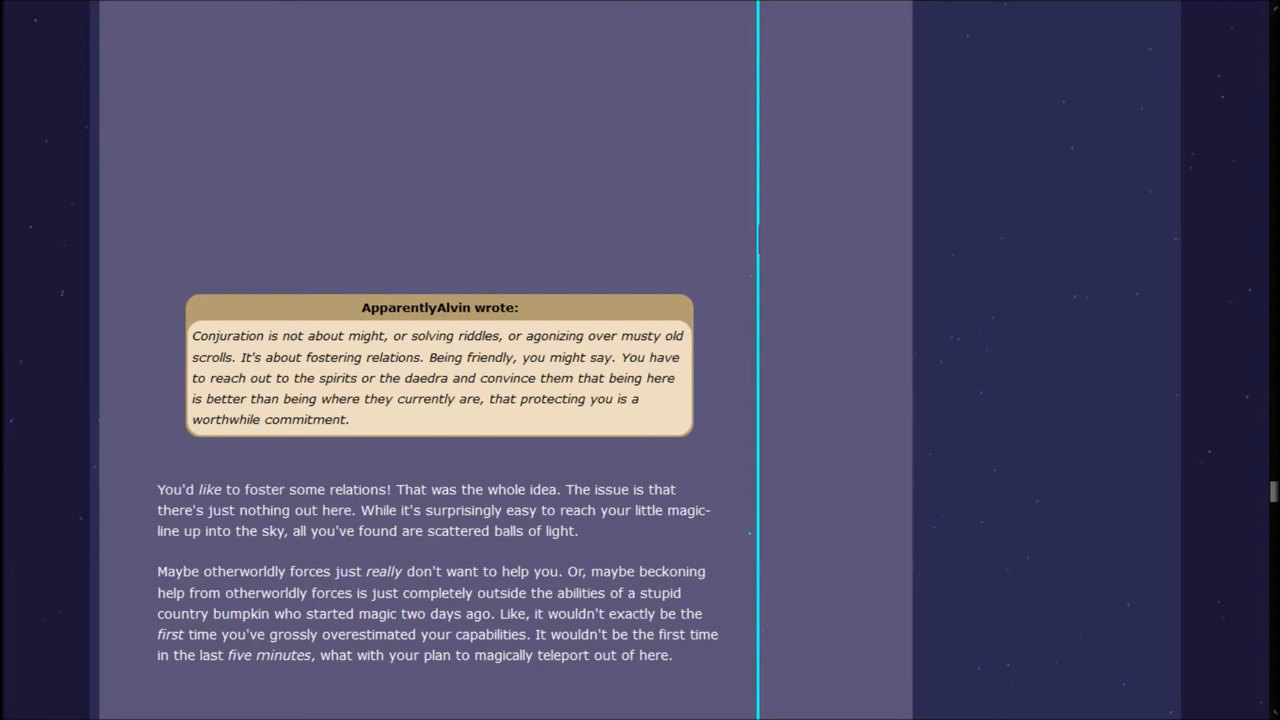 ApparentlyAlvin wrote:
Conjuration is not about might, or solving riddles, or agonizing over musty old
scrolls. It's about fostering relations. Being friendly, you might say. You have
to reach out to the spirits or the daedra and convince them that being here
is better than being where they currently are, that protecting you is a
worthwhile commitment.
You'd like to foster some relations! That was the whole idea. The issue is that
there's just nothing out here. While it's surprisingly easy to reach your little magic-
line up into the sky, all you've found are scattered balls of light.
Maybe otherworldly forces just really don't want to help you. Or, maybe beckoning
help from otherworldly forces is just completely outside the abilities of a stupid
country bumpkin who started magic two days ago. Like, it wouldn't exactly be the
first time you've grossly overestimated your capabilities. It wouldn't be the first time
in the last five minutes, what with your plan to magically teleport out of here.